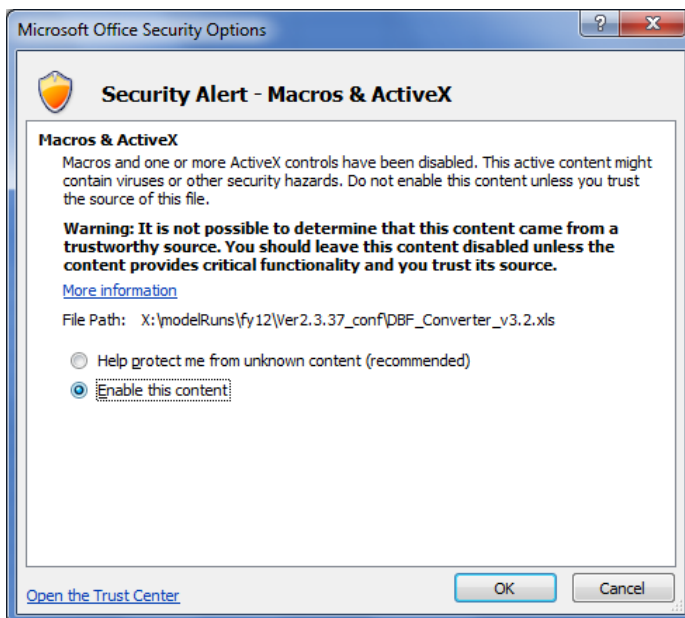 Microsoft Office Security Options
?
X
Security Alert - Macros & ActiveX
Macros & ActiveX
Macros and one or more ActiveX controls have been disabled. This active content might
contain viruses or other security hazards. Do not enable this content unless you trust
the source of this file.
Warning: It is not possible to determine that this content came from a
trustworthy source. You should leave this content disabled unless the
content provides critical functionality and you trust its source.
More information
File Path: X:\modelRuns\fy12\Ver2.3.37_conf\DBF_Converter_v3.2.xls
Help protect me from unknown content (recommended)
Enable this content
Open the Trust Center
OK
Cancel